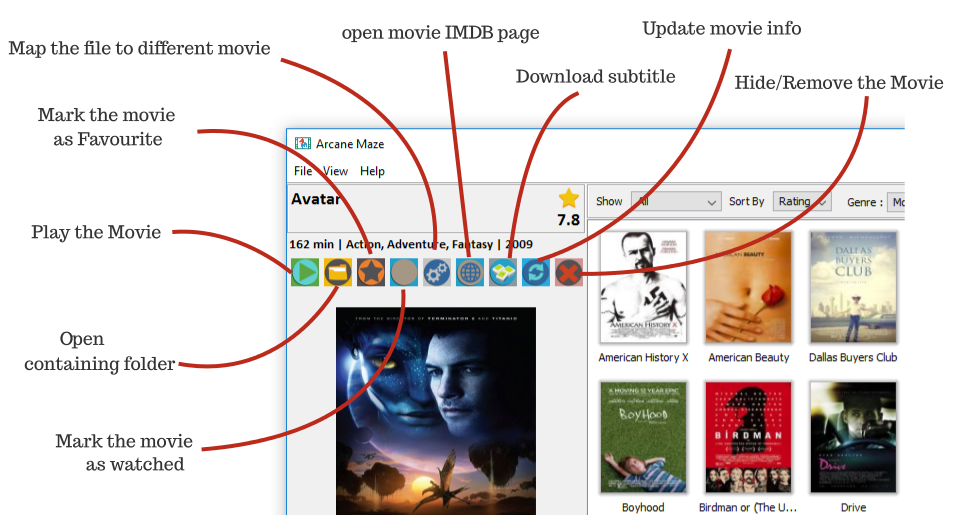 Update movie info
open movie IMDB page
Map the file to different movie
Download subtitle
Hide/Remove the Movie
Mark the movie
as Favourite
Arcane Maze
File View Help
Avatar
7.8
Show All Sort By Rating Genre :
162 min | Action, Adventure, Fantasy | 2009
Play the Movie
Open
containing folder
Mark the movie
as watched
FROM THE DIRECTOR OF TERMINATOR 2 AND TITANIC
AMERICAN HISTORY X
AMERICAN BEAUTY
DALLAS
BUYERS
CLUB
American History X
American Beauty
Dallas Buyers Club
BOYHOOD
BIRDMAN
Drive
Boyhood
Birdman or (The U...
Drive